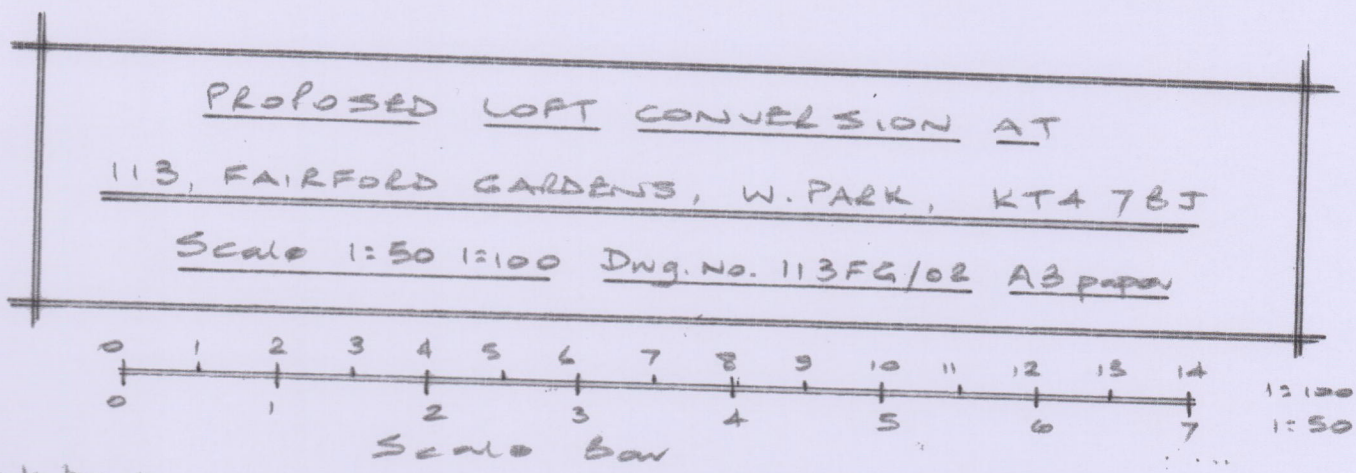 PROPOSED LOFT CONVERSION AT
113, FAIRFORD GARDENS, W. PARK, KT4 7BJ
Scale 1:50 1:100 Dwg. No. 113FG/02 A3 paper
0 1 2 3 4 5 6 7 8 9 10 11 12 13 14 1:100
0 1 2 3 4 5 6 7 1:50
Scale Bar